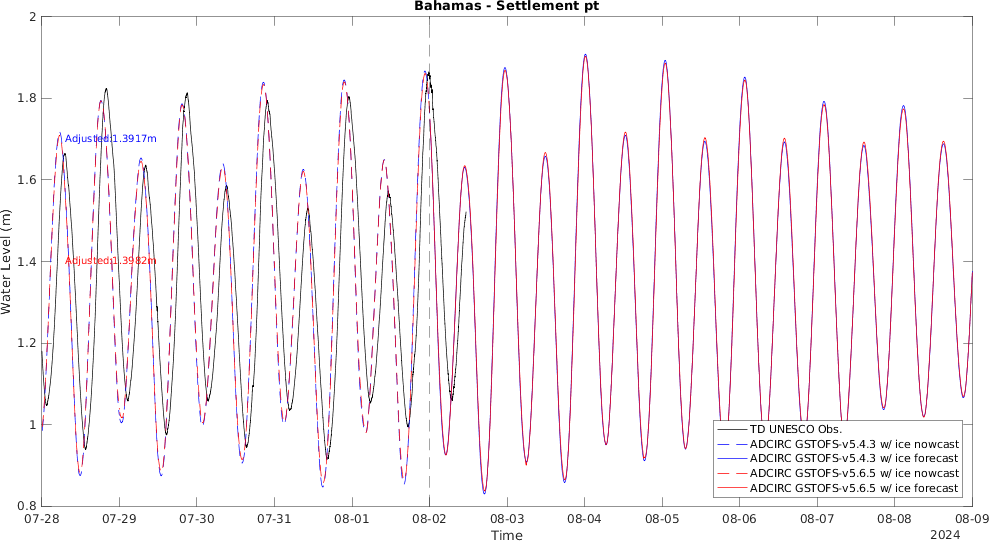 Bahamas - Settlement pt
Water Level (m)
2
1.8
1.6
1.4
1.2
1
0.8
Adjusted:1.3917m
Adjusted:1.3982m
TD UNESCO Obs.
ADCIRC GSTOFS-v5.4.3 w/ ice nowcast
ADCIRC GSTOFS-v5.4.3 w/ ice forecast
ADCIRC GSTOFS-v5.6.5 w/ ice nowcast
ADCIRC GSTOFS-v5.6.5 w/ ice forecast
07-28 07-29 07-30 07-31 08-01 08-02 08-03 08-04 08-05 08-06 08-07 08-08 08-09
Time
2024